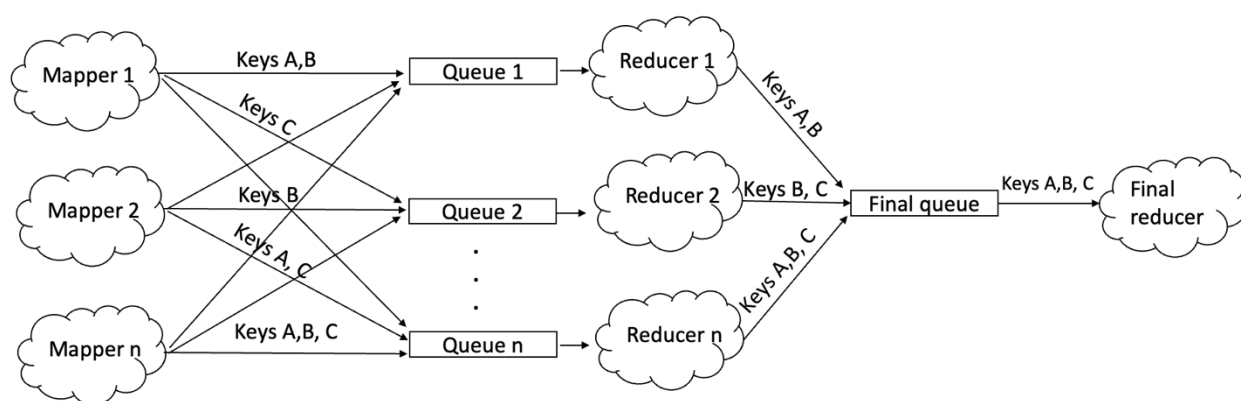 Mapper 1
Keys A,B
Queue 1
Reducer 1
Keys C
Keys A,B
Mapper 2
Keys B
Queue 2
Reducer 2
Keys B, C
Final queue
Keys A,B, C
Final
reducer
Keys A, C
.
.
.
Keys A,B, C
Mapper n
Keys A,B, C
Queue n
Reducer n